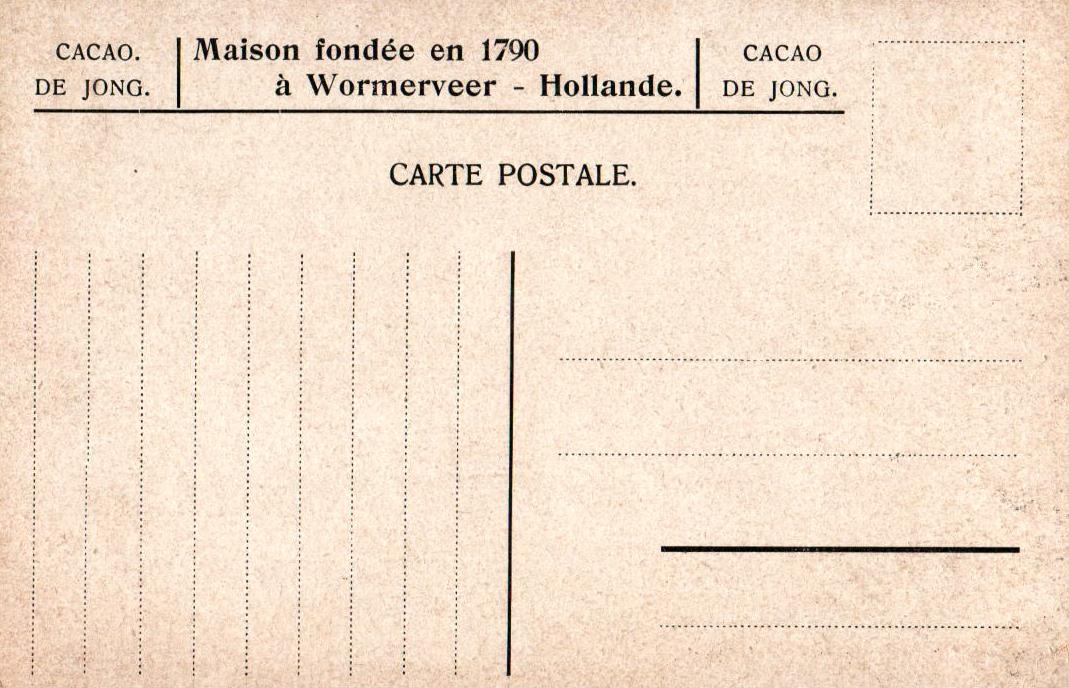 CACAO.
DE JONG.
Maison fondée en 1790
à Wormerveer - Hollande.
CACAO
DE JONG.
CARTE POSTALE.